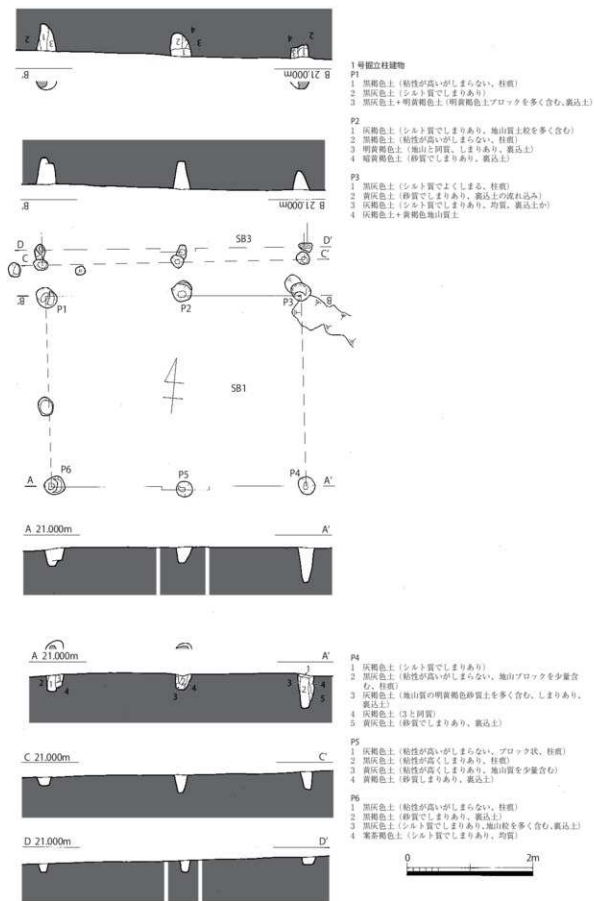 2
1
3
2
4
3
4
B' B 21.000m
B' B 21.000m
D SB3 D'
C C'
B' B
P1 P2 P3
SB1
P6 P5 P4
A A'
A 21.000m A'
A 21.000m A'
C 21.000m C'
D 21.000m D'
1号掘立柱建物
P1
1 黒褐色土(粘性が高いがしまらない、柱痕)
2 黒灰色土(シルト質でしまりあり)
3 黒灰色土+明黄褐色土(明黄褐色土ブロックを多く含む、裏込土)
P2
1 灰褐色土(シルト質でしまりあり、地山質土粒を多く含む)
2 黒褐色土(粘性が高いがしまらない、柱痕)
3 明黄褐色土(地山と同質、しまりあり、裏込土)
4 暗黄褐色土(砂質でしまりあり、裏込土)
P3
1 黒灰色土(シルト質でよくしまる、柱痕)
2 黄灰色土(砂質でしまりあり、裏込土の流れ込み)
3 灰褐色土(シルト質でしまりあり、均質、裏込土か)
4 灰褐色土+黄褐色地山質土
P4
1 灰褐色土(シルト質でしまりあり)
2 黒灰色土(粘性が高いがしまらない、地山ブロックを少量含
む、柱痕)
3 灰褐色土(地山質の明黄褐色砂質土を多く含む、しまりあり、
裏込土)
4 灰褐色土(3と同質)
5 黄灰色土(砂質でしまりあり、裏込土)
P5
1 灰褐色土(粘性が高いがしまらない、ブロック状、柱痕)
2 黒褐色土(粘性が高くしまりあり、柱痕)
3 黄灰色土(粘性が高くしまりあり、地山質を少量含む)
4 黄褐色土(砂質しまりあり、裏込土)
P6
1 黒灰色土(粘性が高いがしまらない、柱痕)
2 黒褐色土(砂質でしまりあり、裏込土)
3 黒灰色土(シルト質でしまりあり、地山粒を多く含む、裏込土)
4 茶褐色土(シルト質でしまりあり、均質)
0 2m